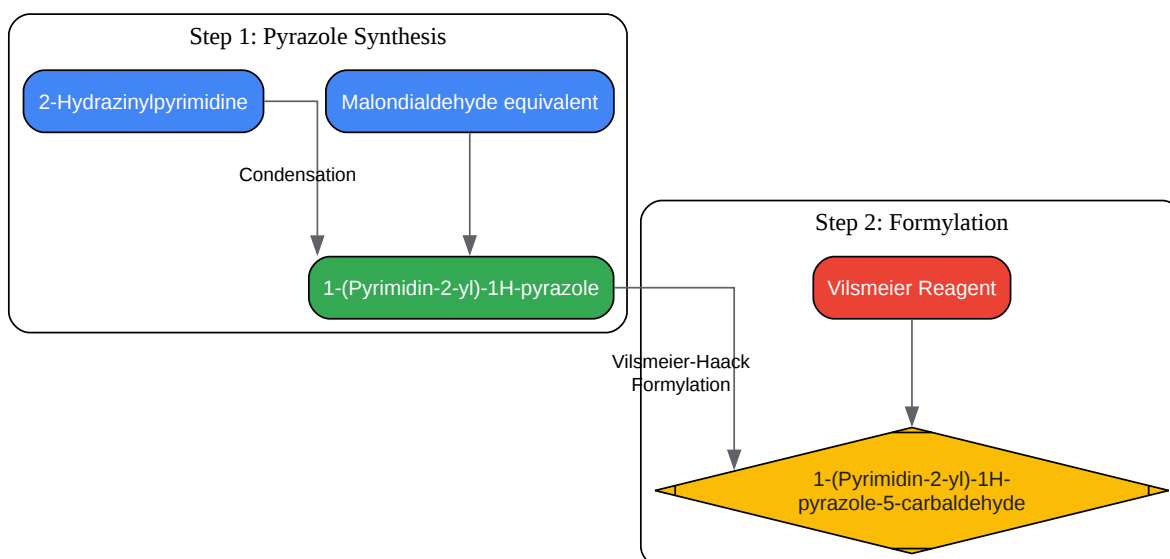 Step 1: Pyrazole Synthesis
2-Hydrazinylpyrimidine
Malondialdehyde equivalent
Condensation
1-(Pyrimidin-2-yl)-1H-pyrazole
Step 2: Formylation
Vilsmeier Reagent
Vilsmeier-Haack
Formylation
1-(Pyrimidin-2-yl)-1H-
pyrazole-5-carbaldehyde